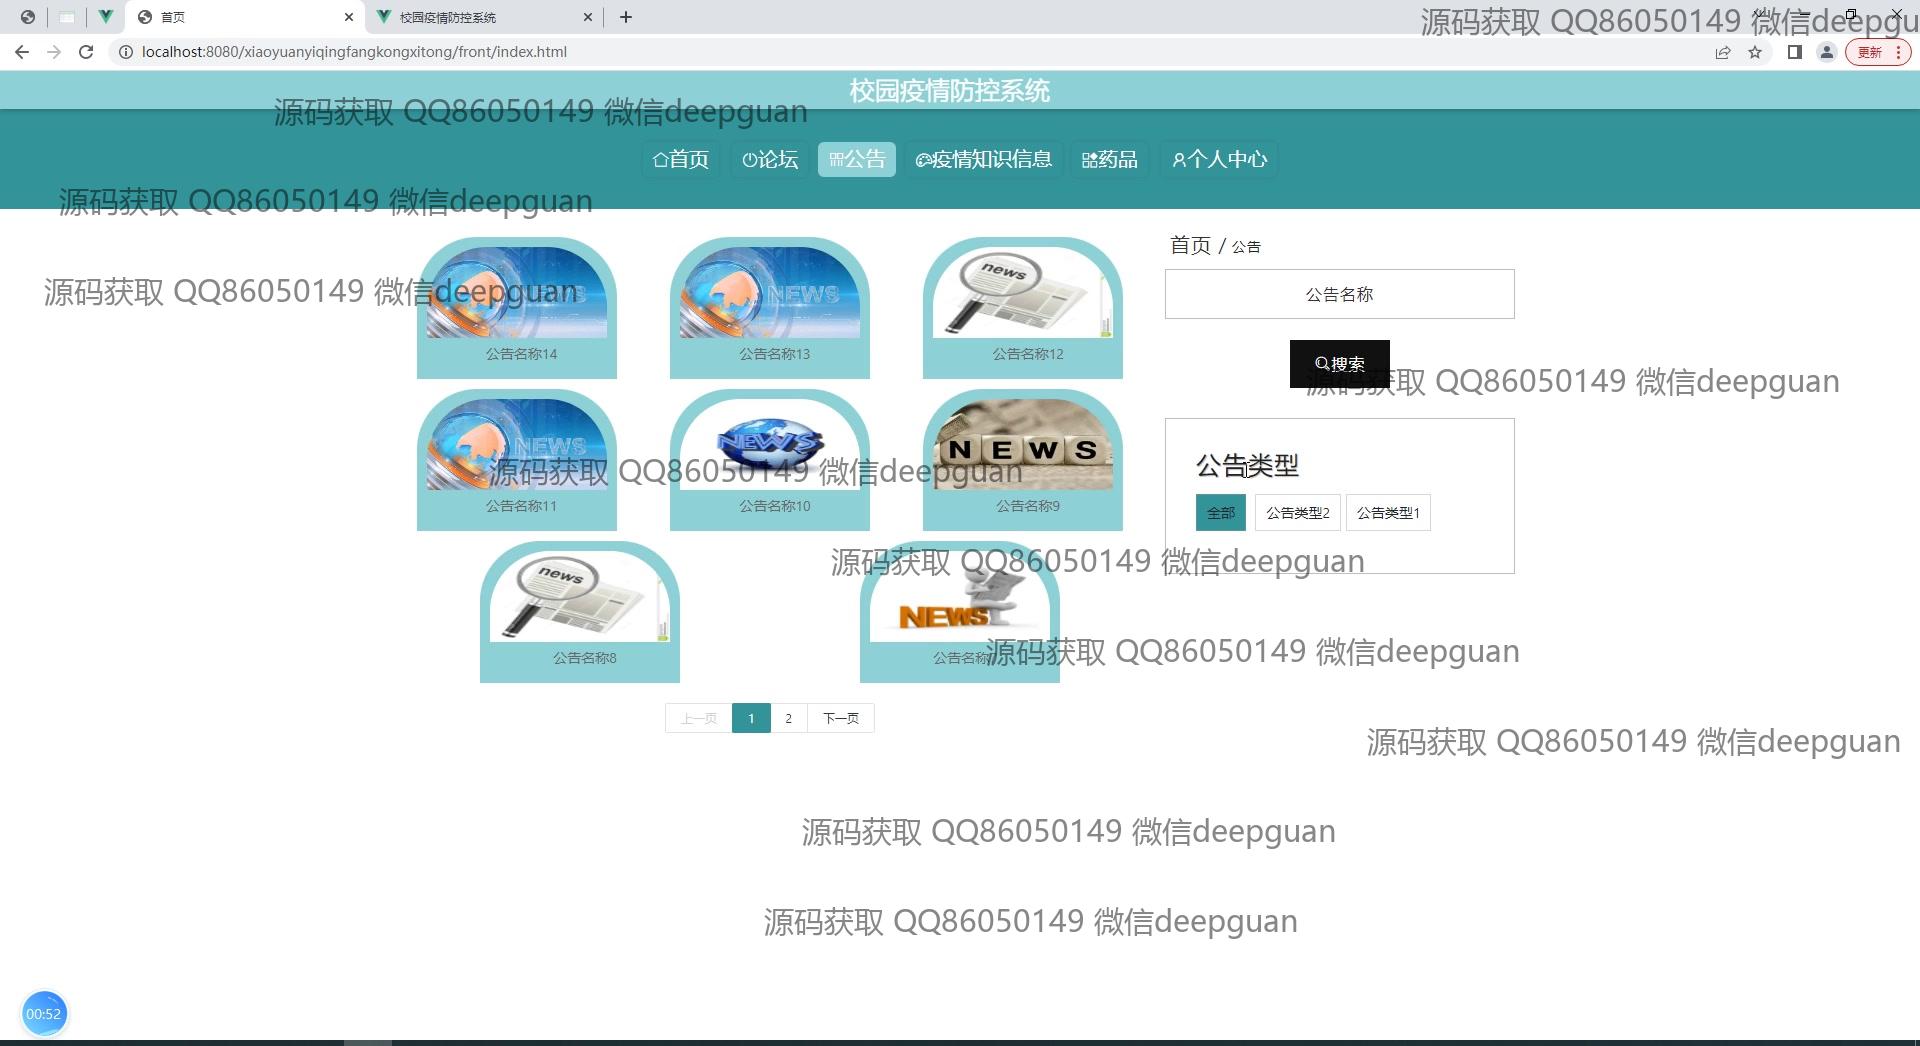 首页
校园疫情防控系统
localhost:8080/xiaoyuanyiqingfangkongxitong/front/index.html
更新
源码获取 QQ86050149 微信deepgu
校园疫情防控系统
源码获取 QQ86050149 微信deepguan
首页 论坛 公告 疫情知识信息 药品 个人中心
源码获取 QQ86050149 微信deepguan
首页 / 公告
源码获取 QQ86050149 微信deepguan
NEWS
NEWS
news
公告名称
公告名称14
公告名称13
公告名称12
搜索
源码获取 QQ86050149 微信deepguan
NEWS
NEWS
NEWS
公告类型
源码获取 QQ86050149 微信deepguan
公告名称11
公告名称10
公告名称9
全部 公告类型2 公告类型1
源码获取 QQ86050149 微信deepguan
news
NEWS
公告名称8
公告名称
源码获取 QQ86050149 微信deepguan
上一页 1 2 下一页
源码获取 QQ86050149 微信deepguan
源码获取 QQ86050149 微信deepguan
源码获取 QQ86050149 微信deepguan
00:52